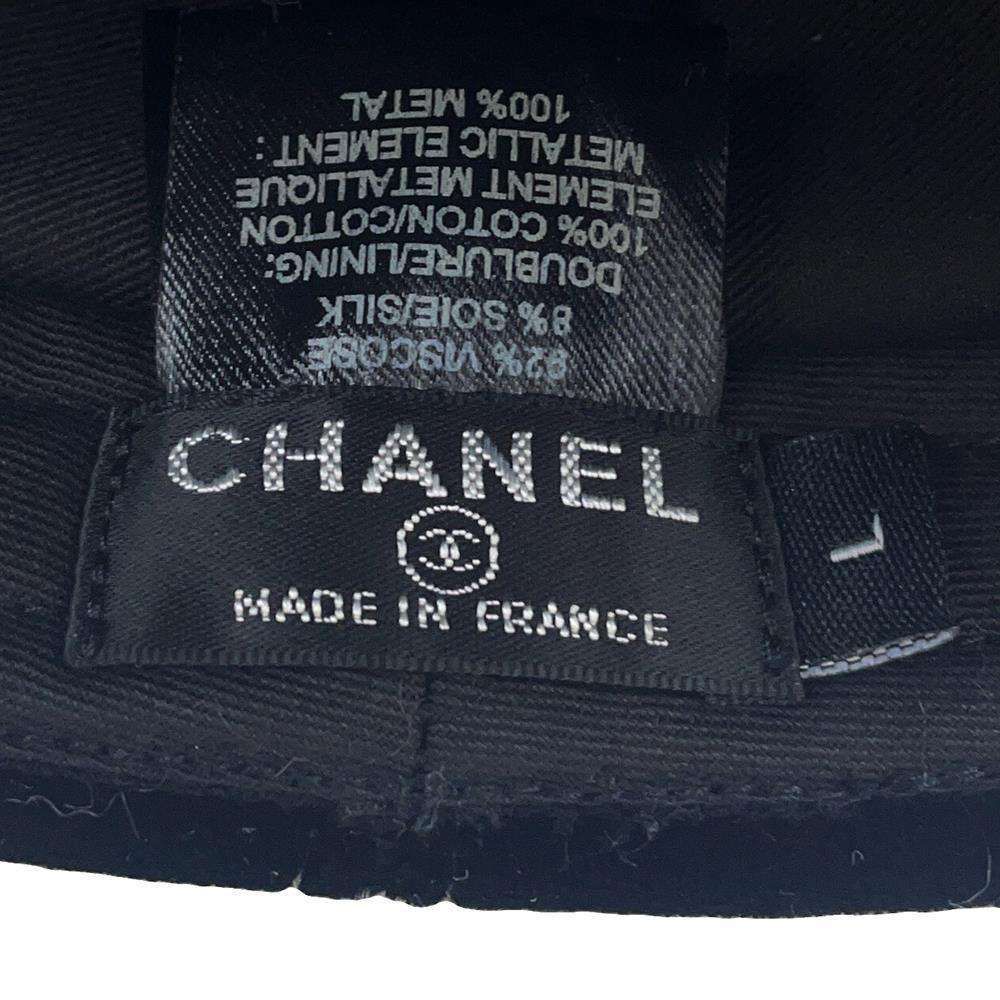 92% VISCOSE
8% SOIE/SILK
DOUBLURE/LINING:
100% COTON/COTTON
ELEMENT METALLIQUE
METALLIC ELEMENT :
100% METAL
CHANEL
MADE IN FRANCE
L